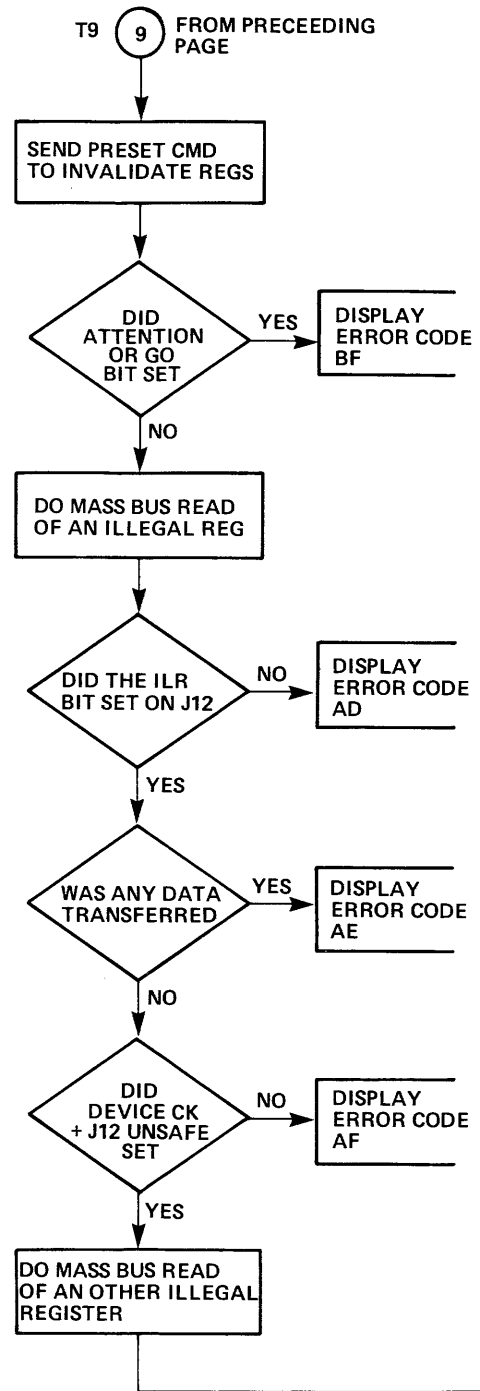 T9 9 FROM PRECEEDING
PAGE
SEND PRESET CMD
TO INVALIDATE REGS
DID
ATTENTION
OR GO
BIT SET
YES
DISPLAY
ERROR CODE
BF
NO
DO MASS BUS READ
OF AN ILLEGAL REG
DID THE ILR
BIT SET ON J12
NO
DISPLAY
ERROR CODE
AD
YES
WAS ANY DATA
TRANSFERRED
YES
DISPLAY
ERROR CODE
AE
NO
DID
DEVICE CK
+ J12 UNSAFE
SET
NO
DISPLAY
ERROR CODE
AF
YES
DO MASS BUS READ
OF AN OTHER ILLEGAL
REGISTER